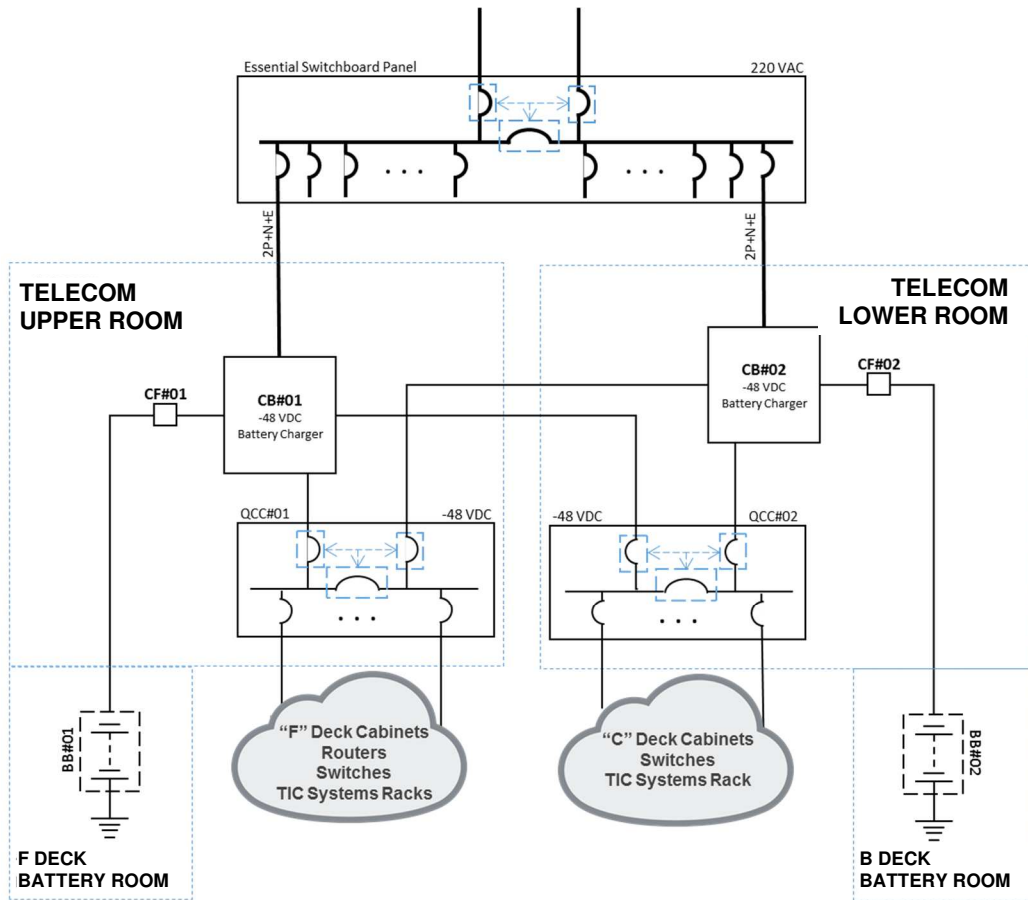 Essential Switchboard Panel
220 VAC
. . .
. . .
2P+N+E
2P+N+E
TELECOM
UPPER ROOM
TELECOM
LOWER ROOM
CF#01
CB#01
-48 VDC
Battery Charger
CB#02
-48 VDC
Battery Charger
CF#02
QCC#01
-48 VDC
-48 VDC
QCC#02
. . .
. . .
BB#01
“F” Deck Cabinets
Routers
Switches
TIC Systems Racks
“C” Deck Cabinets
Switches
TIC Systems Rack
BB#02
F DECK
BATTERY ROOM
B DECK
BATTERY ROOM